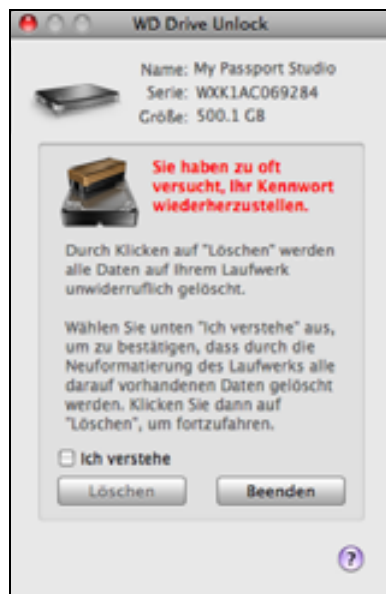 WD Drive Unlock
Name: My Passport Studio
Serie: WXK1AC069284
Größe: 500.1 GB
Sie haben zu oft
versucht, Ihr Kennwort
wiederherzustellen.
Durch Klicken auf "Löschen" werden
alle Daten auf Ihrem Laufwerk
unwiderruflich gelöscht.
Wählen Sie unten "Ich verstehe" aus,
um zu bestätigen, dass durch die
Neuformatierung des Laufwerks alle
darauf vorhandenen Daten gelöscht
werden. Klicken Sie dann auf
"Löschen", um fortzufahren.
Ich verstehe
Löschen Beenden
?